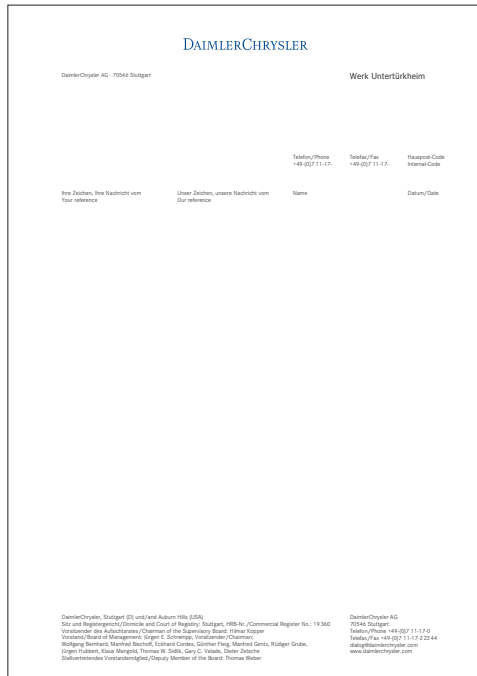 DAIMLERCHRYSLER
DaimlerChrysler AG · 70546 Stuttgart
Werk Untertürkheim
Telefon/Phone
+49-(0)7 11-17-
Telefax/Fax
+49-(0)7 11-17-
Hauspost-Code
Internal-Code
Ihre Zeichen, Ihre Nachricht vom
Your reference
Unser Zeichen, unsere Nachricht vom
Our reference
Name
Datum/Date
DaimlerChrysler, Stuttgart (D) und/and Auburn Hills (USA)
Sitz und Registergericht/Domicile and Court of Registry: Stuttgart, HRB-Nr./Commercial Register No.: 19 360
Vorsitzender des Aufsichtsrates/Chairman of the Supervisory Board: Hilmar Kopper
Vorstand/Board of Management: Jürgen E. Schrempp, Vorsitzender/Chairman;
Wolfgang Bernhard, Manfred Bischoff, Eckhard Cordes, Günther Fleig, Manfred Gentz, Rüdiger Grube,
Jürgen Hubbert, Klaus Mangold, Thomas W. Sidlik, Gary C. Valade, Dieter Zetsche
Stellvertretendes Vorstandsmitglied/Deputy Member of the Board: Thomas Weber
DaimlerChrysler AG
70546 Stuttgart
Telefon/Phone +49-(0)7 11-17-0
Telefax/Fax +49-(0)7 11-17-2 22 44
dialog@daimlerchrysler.com
www.daimlerchrysler.com